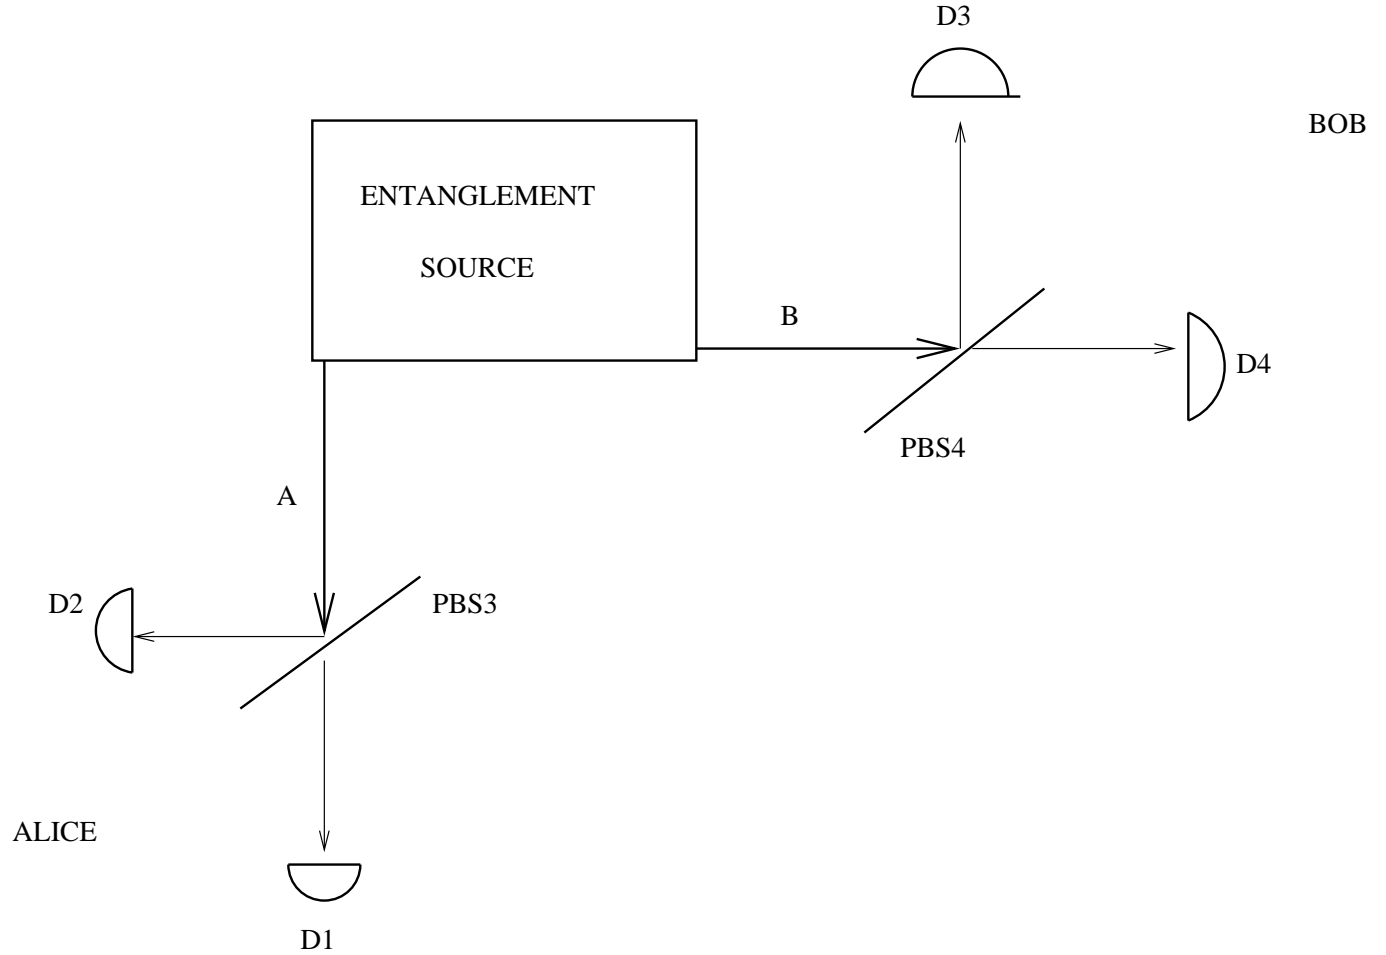 D3
BOB
ENTANGLEMENT
SOURCE
B
D4
PBS4
A
D2
PBS3
ALICE
D1